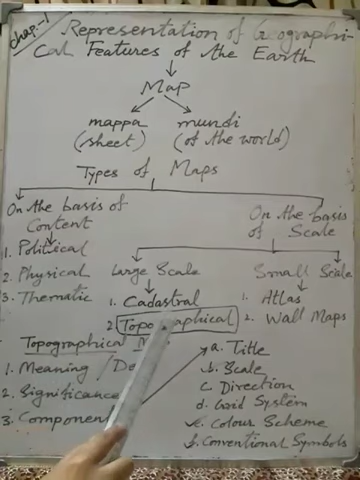 Chap-1
Representation of Geographi-
cal Features of the Earth
Map
mappa mundi
(sheet) (of the world)
Types of Maps
On the basis of
Content
1. Political
2. Physical
3. Thematic
On the basis
of Scale
Large Scale
1. Cadastral
2. Topographical
Small Scale
1. Atlas
2. Wall Maps
Topographical
1. Meaning /
2. Significance
3. Component
a. Title
b. Scale
c. Direction
d. Grid System
e. Colour Scheme
f. Conventional Symbols